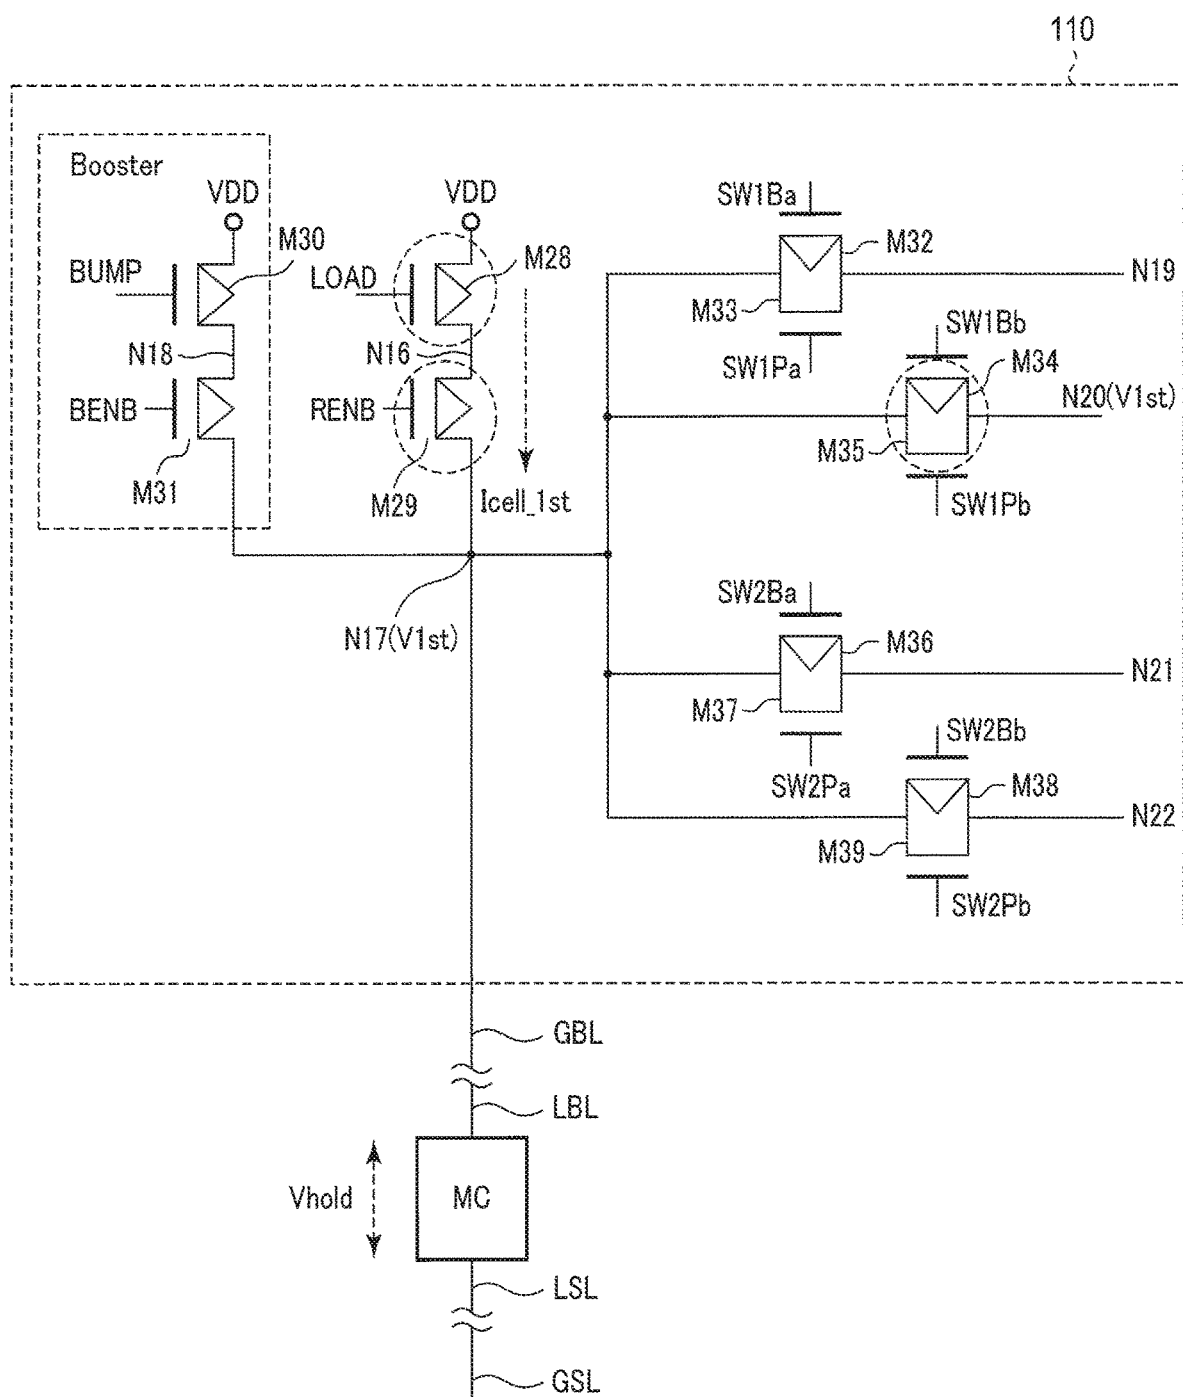 110
Booster
VDD
VDD
M30
M28
BUMP
LOAD
N18
N16
BENB
RENB
M31
M29
Icell_1st
N17(V1st)
SW1Ba
M32
M33
N19
SW1Pa
SW1Bb
M34
N20(V1st)
M35
SW1Pb
SW2Ba
M36
M37
N21
SW2Pa
SW2Bb
M38
N22
M39
SW2Pb
GBL
LBL
Vhold
MC
LSL
GSL